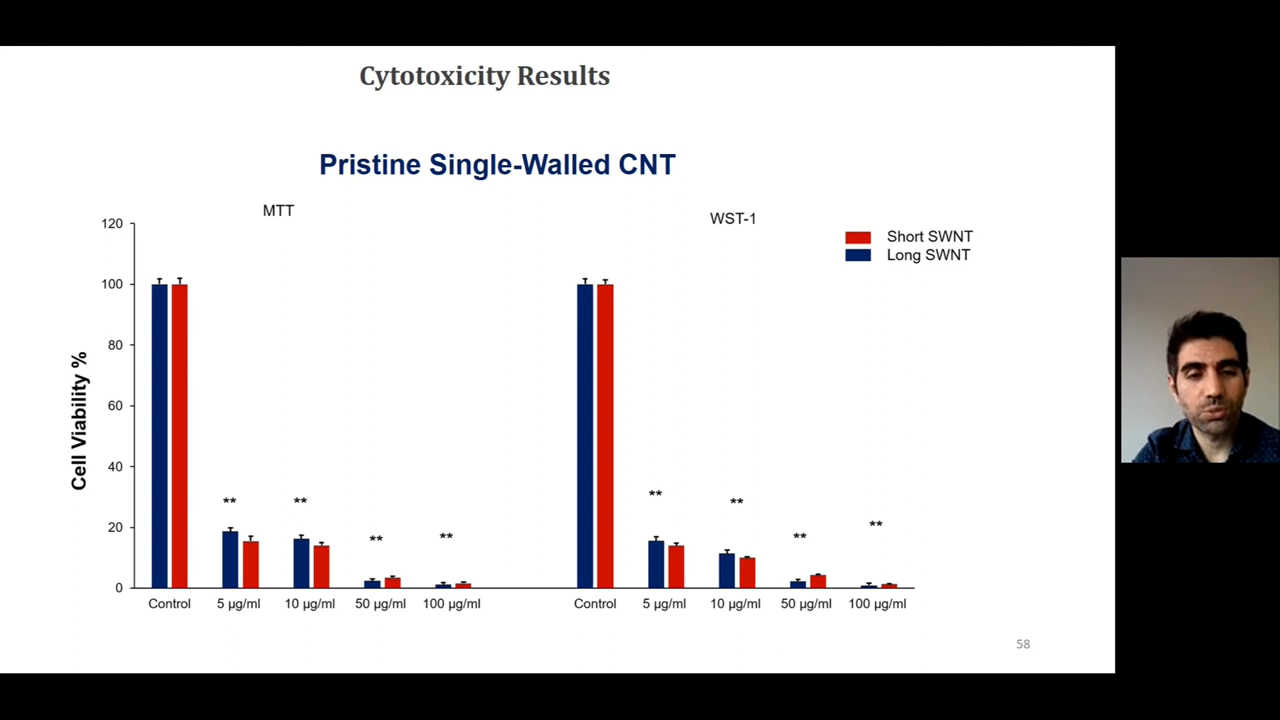 Cytotoxicity Results
Pristine Single-Walled CNT
MTT
WST-1
Short SWNT
Long SWNT
Cell Viability %
120
100
80
60
40
20
0
** ** ** **
** ** ** **
Control 5 µg/ml 10 µg/ml 50 µg/ml 100 µg/ml
Control 5 µg/ml 10 µg/ml 50 µg/ml 100 µg/ml
58